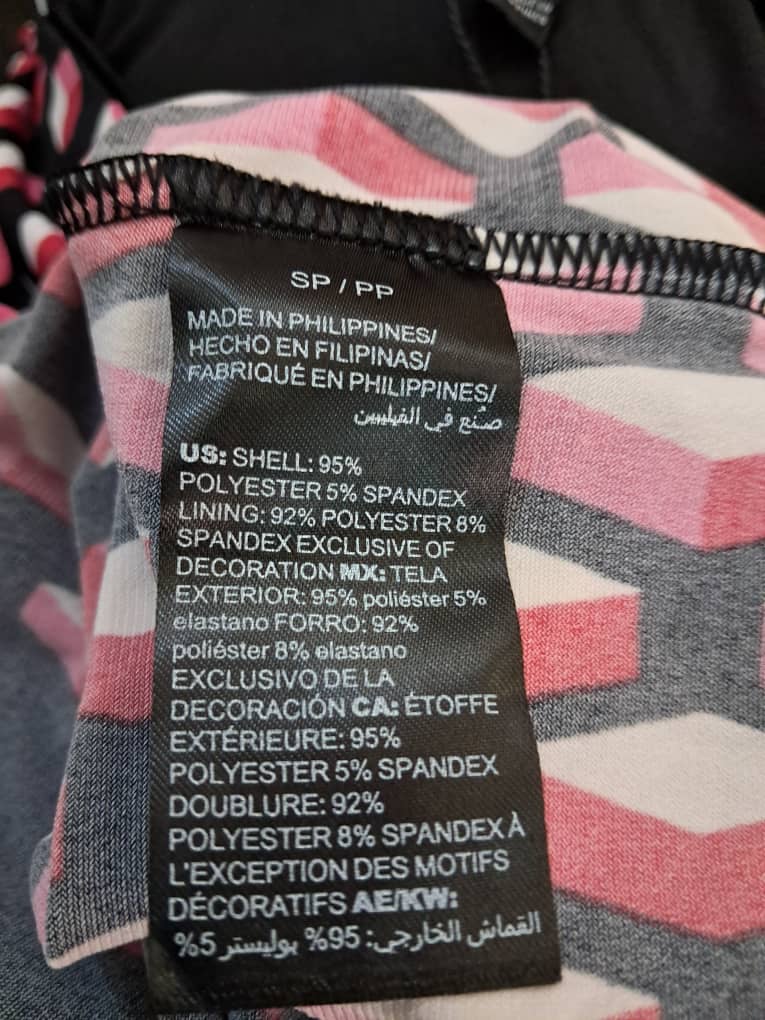 SP / PP
MADE IN PHILIPPINES/
HECHO EN FILIPINAS/
FABRIQUÉ EN PHILIPPINES/
صنع في الفيليبين
US: SHELL: 95%
POLYESTER 5% SPANDEX
LINING: 92% POLYESTER 8%
SPANDEX EXCLUSIVE OF
DECORATION MX: TELA
EXTERIOR: 95% poliéster 5%
elastano FORRO: 92%
poliéster 8% elastano
EXCLUSIVO DE LA
DECORACIÓN CA: ÉTOFFE
EXTÉRIEURE: 95%
POLYESTER 5% SPANDEX
DOUBLURE: 92%
POLYESTER 8% SPANDEX À
L'EXCEPTION DES MOTIFS
DÉCORATIFS AE/KW:
القماش الخارجي: 95% بوليستر 5%